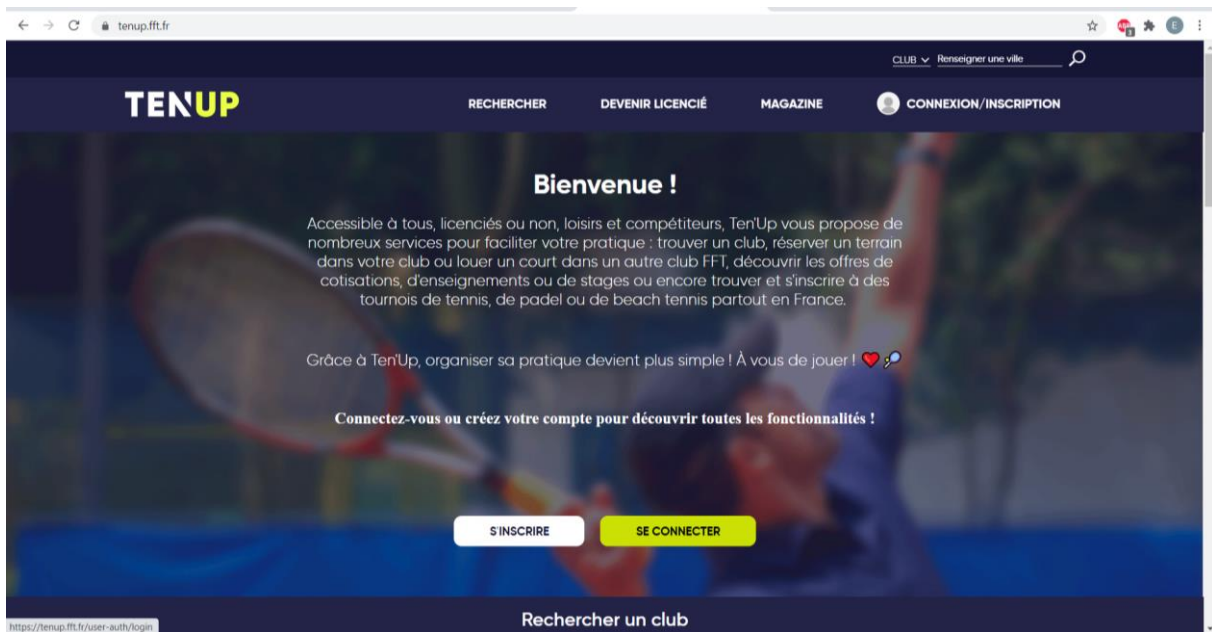 tenup.fft.fr
ABP
3
E
CLUB Renseigner une ville
TEN'UP
RECHERCHER DEVENIR LICENCIÉ MAGAZINE CONNEXION/INSCRIPTION
Bienvenue !
Accessible à tous, licenciés ou non, loisirs et compétiteurs, Ten'Up vous propose de
nombreux services pour faciliter votre pratique : trouver un club, réserver un terrain
dans votre club ou louer un court dans un autre club FFT, découvrir les offres de
cotisations, d'enseignements ou de stages ou encore trouver et s'inscrire à des
tournois de tennis, de padel ou de beach tennis partout en France.
Grâce à Ten'Up, organiser sa pratique devient plus simple ! À vous de jouer ! ❤️🎾
Connectez-vous ou créez votre compte pour découvrir toutes les fonctionnalités !
S'INSCRIRE SE CONNECTER
Rechercher un club
https://tenup.fft.fr/user-auth/login